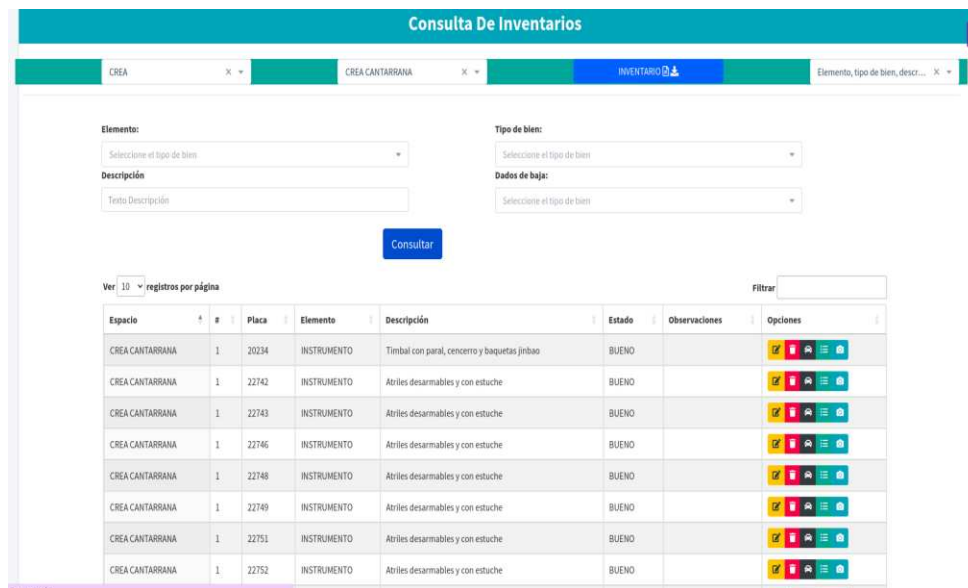 Consulta De Inventarios
CREA CREA CANTARRANA INVENTARIO Elemento, tipo de bien, descr...
Elemento: Tipo de bien:
Seleccione el tipo de bien Seleccione el tipo de bien
Descripción Dados de baja:
Texto Descripción Seleccione el tipo de bien
Consultar
Ver 10 registros por página Filtrar
Espacio # Placa Elemento Descripción Estado Observaciones Opciones
CREA CANTARRANA 1 20234 INSTRUMENTO Timbal con paral, cencerro y baquetas jinbao BUENO
CREA CANTARRANA 1 22742 INSTRUMENTO Atriles desarmables y con estuche BUENO
CREA CANTARRANA 1 22743 INSTRUMENTO Atriles desarmables y con estuche BUENO
CREA CANTARRANA 1 22746 INSTRUMENTO Atriles desarmables y con estuche BUENO
CREA CANTARRANA 1 22748 INSTRUMENTO Atriles desarmables y con estuche BUENO
CREA CANTARRANA 1 22749 INSTRUMENTO Atriles desarmables y con estuche BUENO
CREA CANTARRANA 1 22751 INSTRUMENTO Atriles desarmables y con estuche BUENO
CREA CANTARRANA 1 22752 INSTRUMENTO Atriles desarmables y con estuche BUENO